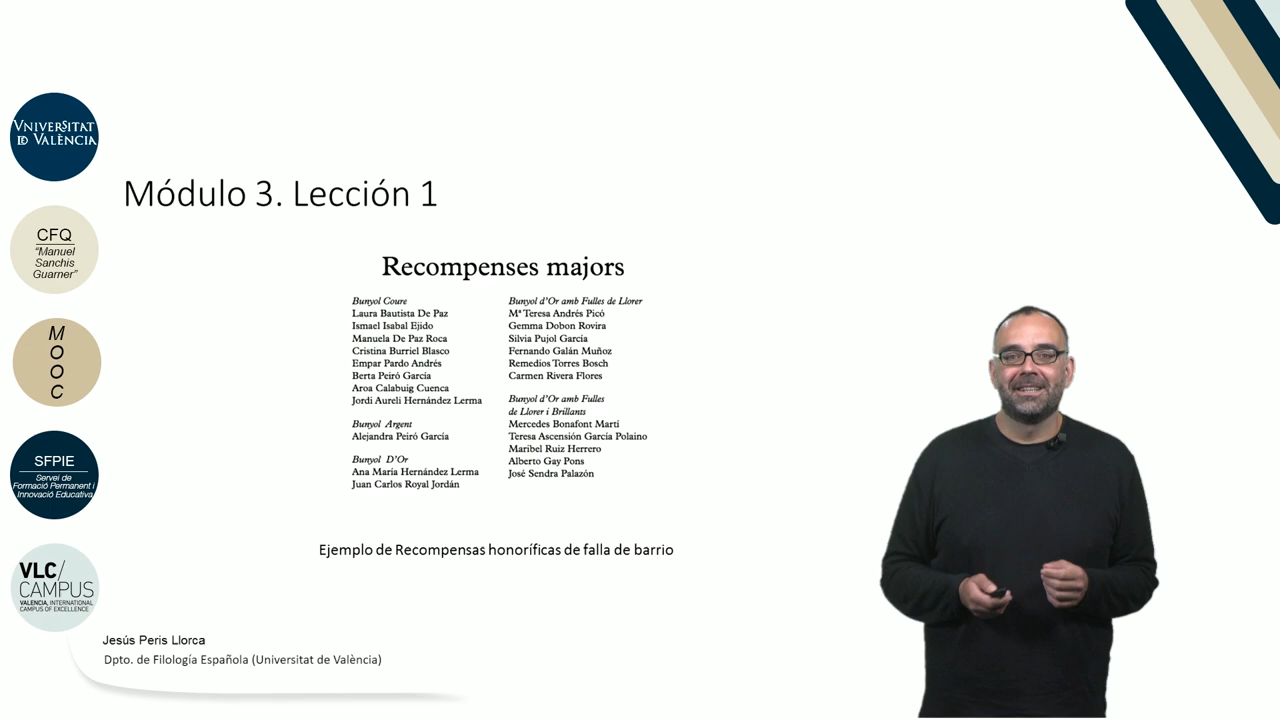 VNIVERSITAT
ID VALÈNCIA
CFQ
"Manuel
Sanchis
Guarner"
M
O
O
C
SFPIE
Servei de
Formació Permanent i
Innovació Educativa
VLC/
CAMPUS
VALENCIA, INTERNATIONAL
CAMPUS OF EXCELLENCE
Módulo 3. Lección 1
Recompenses majors
Bunyol Coure
Laura Bautista De Paz
Ismael Isabal Ejido
Manuela De Paz Roca
Cristina Burriel Blasco
Empar Pardo Andrés
Berta Peiró García
Aroa Calabuig Cuenca
Jordi Aureli Hernández Lerma
Bunyol Argent
Alejandra Peiró García
Bunyol D'Or
Ana María Hernández Lerma
Juan Carlos Royal Jordán
Bunyol d'Or amb Fulles de Llorer
Mª Teresa Andrés Picó
Gemma Dobon Rovira
Silvia Pujol García
Fernando Galán Muñoz
Remedios Torres Bosch
Carmen Rivera Flores
Bunyol d'Or amb Fulles
de Llorer i Brillants
Mercedes Bonafont Martí
Teresa Ascensión García Polaino
Maribel Ruiz Herrero
Alberto Gay Pons
José Sendra Palazón
Ejemplo de Recompensas honoríficas de falla de barrio
Jesús Peris Llorca
Dpto. de Filología Española (Universitat de València)